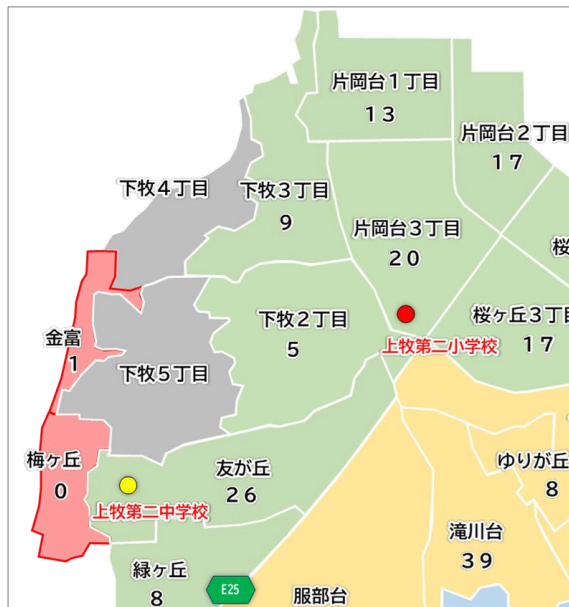 片岡台１丁目
13
片岡台２丁目
17
下牧４丁目
下牧３丁目
9
片岡台３丁目
20
桜
金富
1
下牧２丁目
5
桜ヶ丘３丁目
17
上牧第二小学校
下牧５丁目
梅ヶ丘
0
友が丘
26
ゆりが丘
8
上牧第二中学校
滝川台
39
緑ヶ丘
8
E25
服部台